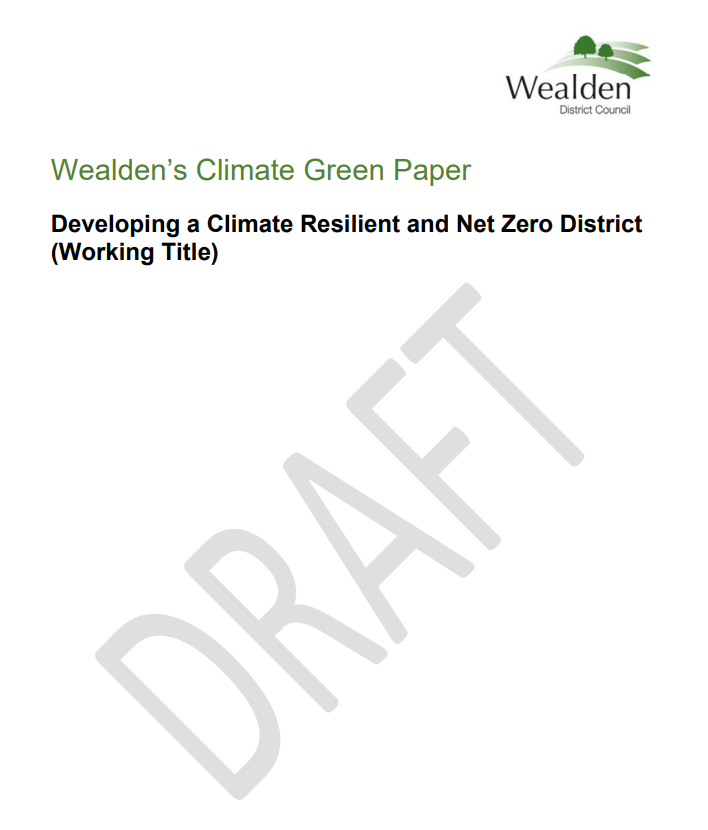 Wealden
District Council
Wealden’s Climate Green Paper
Developing a Climate Resilient and Net Zero District
(Working Title)
DRAFT